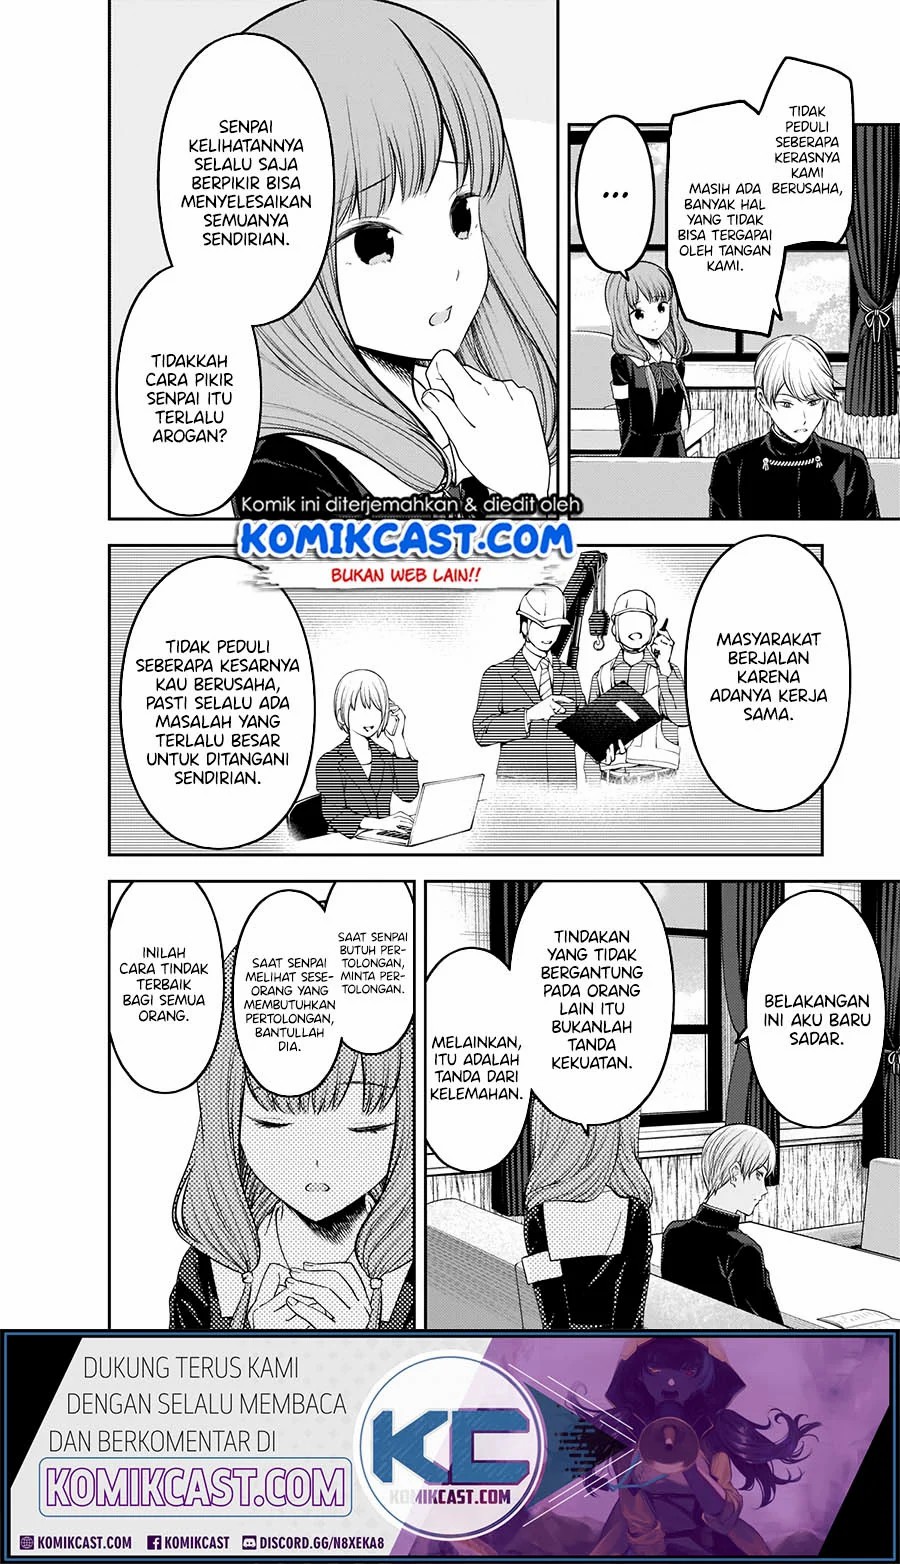 TIDAK
PEDULI
SEBERAPA
KERASNYA
KAMI
BERUSAHA,
MASIH ADA
BANYAK HAL
YANG TIDAK
BISA TERGAPAI
OLEH TANGAN
KAMI.
...
SENPAI
KELIHATANNYA
SELALU SAJA
BERPIKIR BISA
MENYELESAIKAN
SEMUANYA
SENDIRIAN.
TIDAKKAH
CARA PIKIR
SENPAI ITU
TERLALU
AROGAN?
Komik ini diterjemahkan & diedit oleh
KOMIKCAST.COM
BUKAN WEB LAIN!!
MASYARAKAT
BERJALAN
KARENA
ADANYA KERJA
SAMA.
TIDAK PEDULI
SEBERAPA KESARNYA
KAU BERUSAHA,
PASTI SELALU ADA
MASALAH YANG
TERLALU BESAR
UNTUK DITANGANI
SENDIRIAN.
BELAKANGAN
INI AKU BARU
SADAR.
TINDAKAN
YANG TIDAK
BERGANTUNG
PADA ORANG
LAIN ITU
BUKANLAH
TANDA
KEKUATAN.
MELAINKAN,
ITU ADALAH
TANDA DARI
KELEMAHAN.
SAAT SENPAI
BUTUH PER-
TOLONGAN,
MINTA PER-
TOLONGAN.
SAAT SENPAI
MELIHAT SESE-
ORANG YANG
MEMBUTUHKAN
PERTOLONGAN,
BANTULLAH
DIA.
INILAH
CARA TINDAK
TERBAIK
BAGI SEMUA
ORANG.
DUKUNG TERUS KAMI
DENGAN SELALU MEMBACA
DAN BERKOMENTAR DI
KOMIKCAST.COM
KC
KOMIKCAST.COM
KOMIKCAST.COM
KOMIKCAST
DISCORD.GG/N8XEKA8